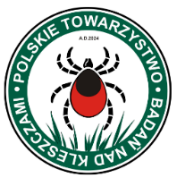 • POLSKIE TOWARZYSTWO •
BADAŃ NAD KLESZCZAMI
A.D.2024